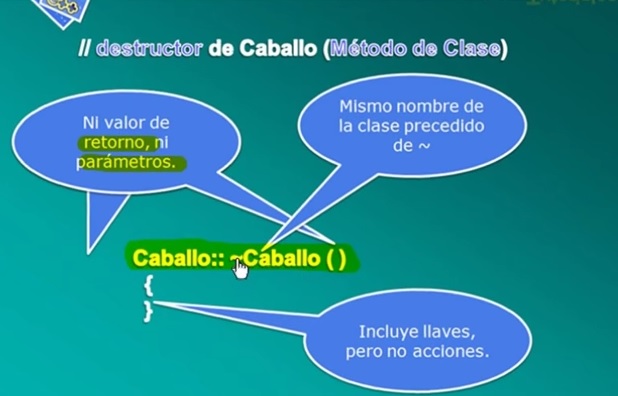 // destructor de Caballo (Método de Clase)
Ni valor de
retorno, ni
parámetros.
Mismo nombre de
la clase precedido
de ~
Caballo:: ~Caballo ( )
{
}
Incluye llaves,
pero no acciones.